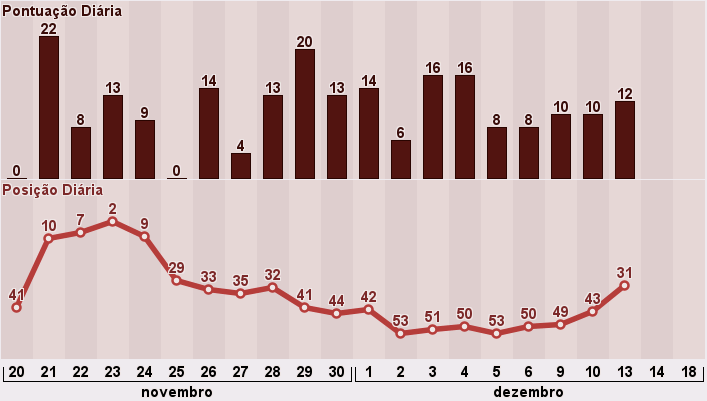 Pontuação Diária
0 22 8 13 9 0 14 4 13 20 13 14 6 16 16 8 8 10 10 12
Posição Diária
41 10 7 2 9 29 33 35 32 41 44 42 53 51 50 53 50 49 43 31
20 21 22 23 24 25 26 27 28 29 30 1 2 3 4 5 6 9 10 13 14 18
novembro dezembro